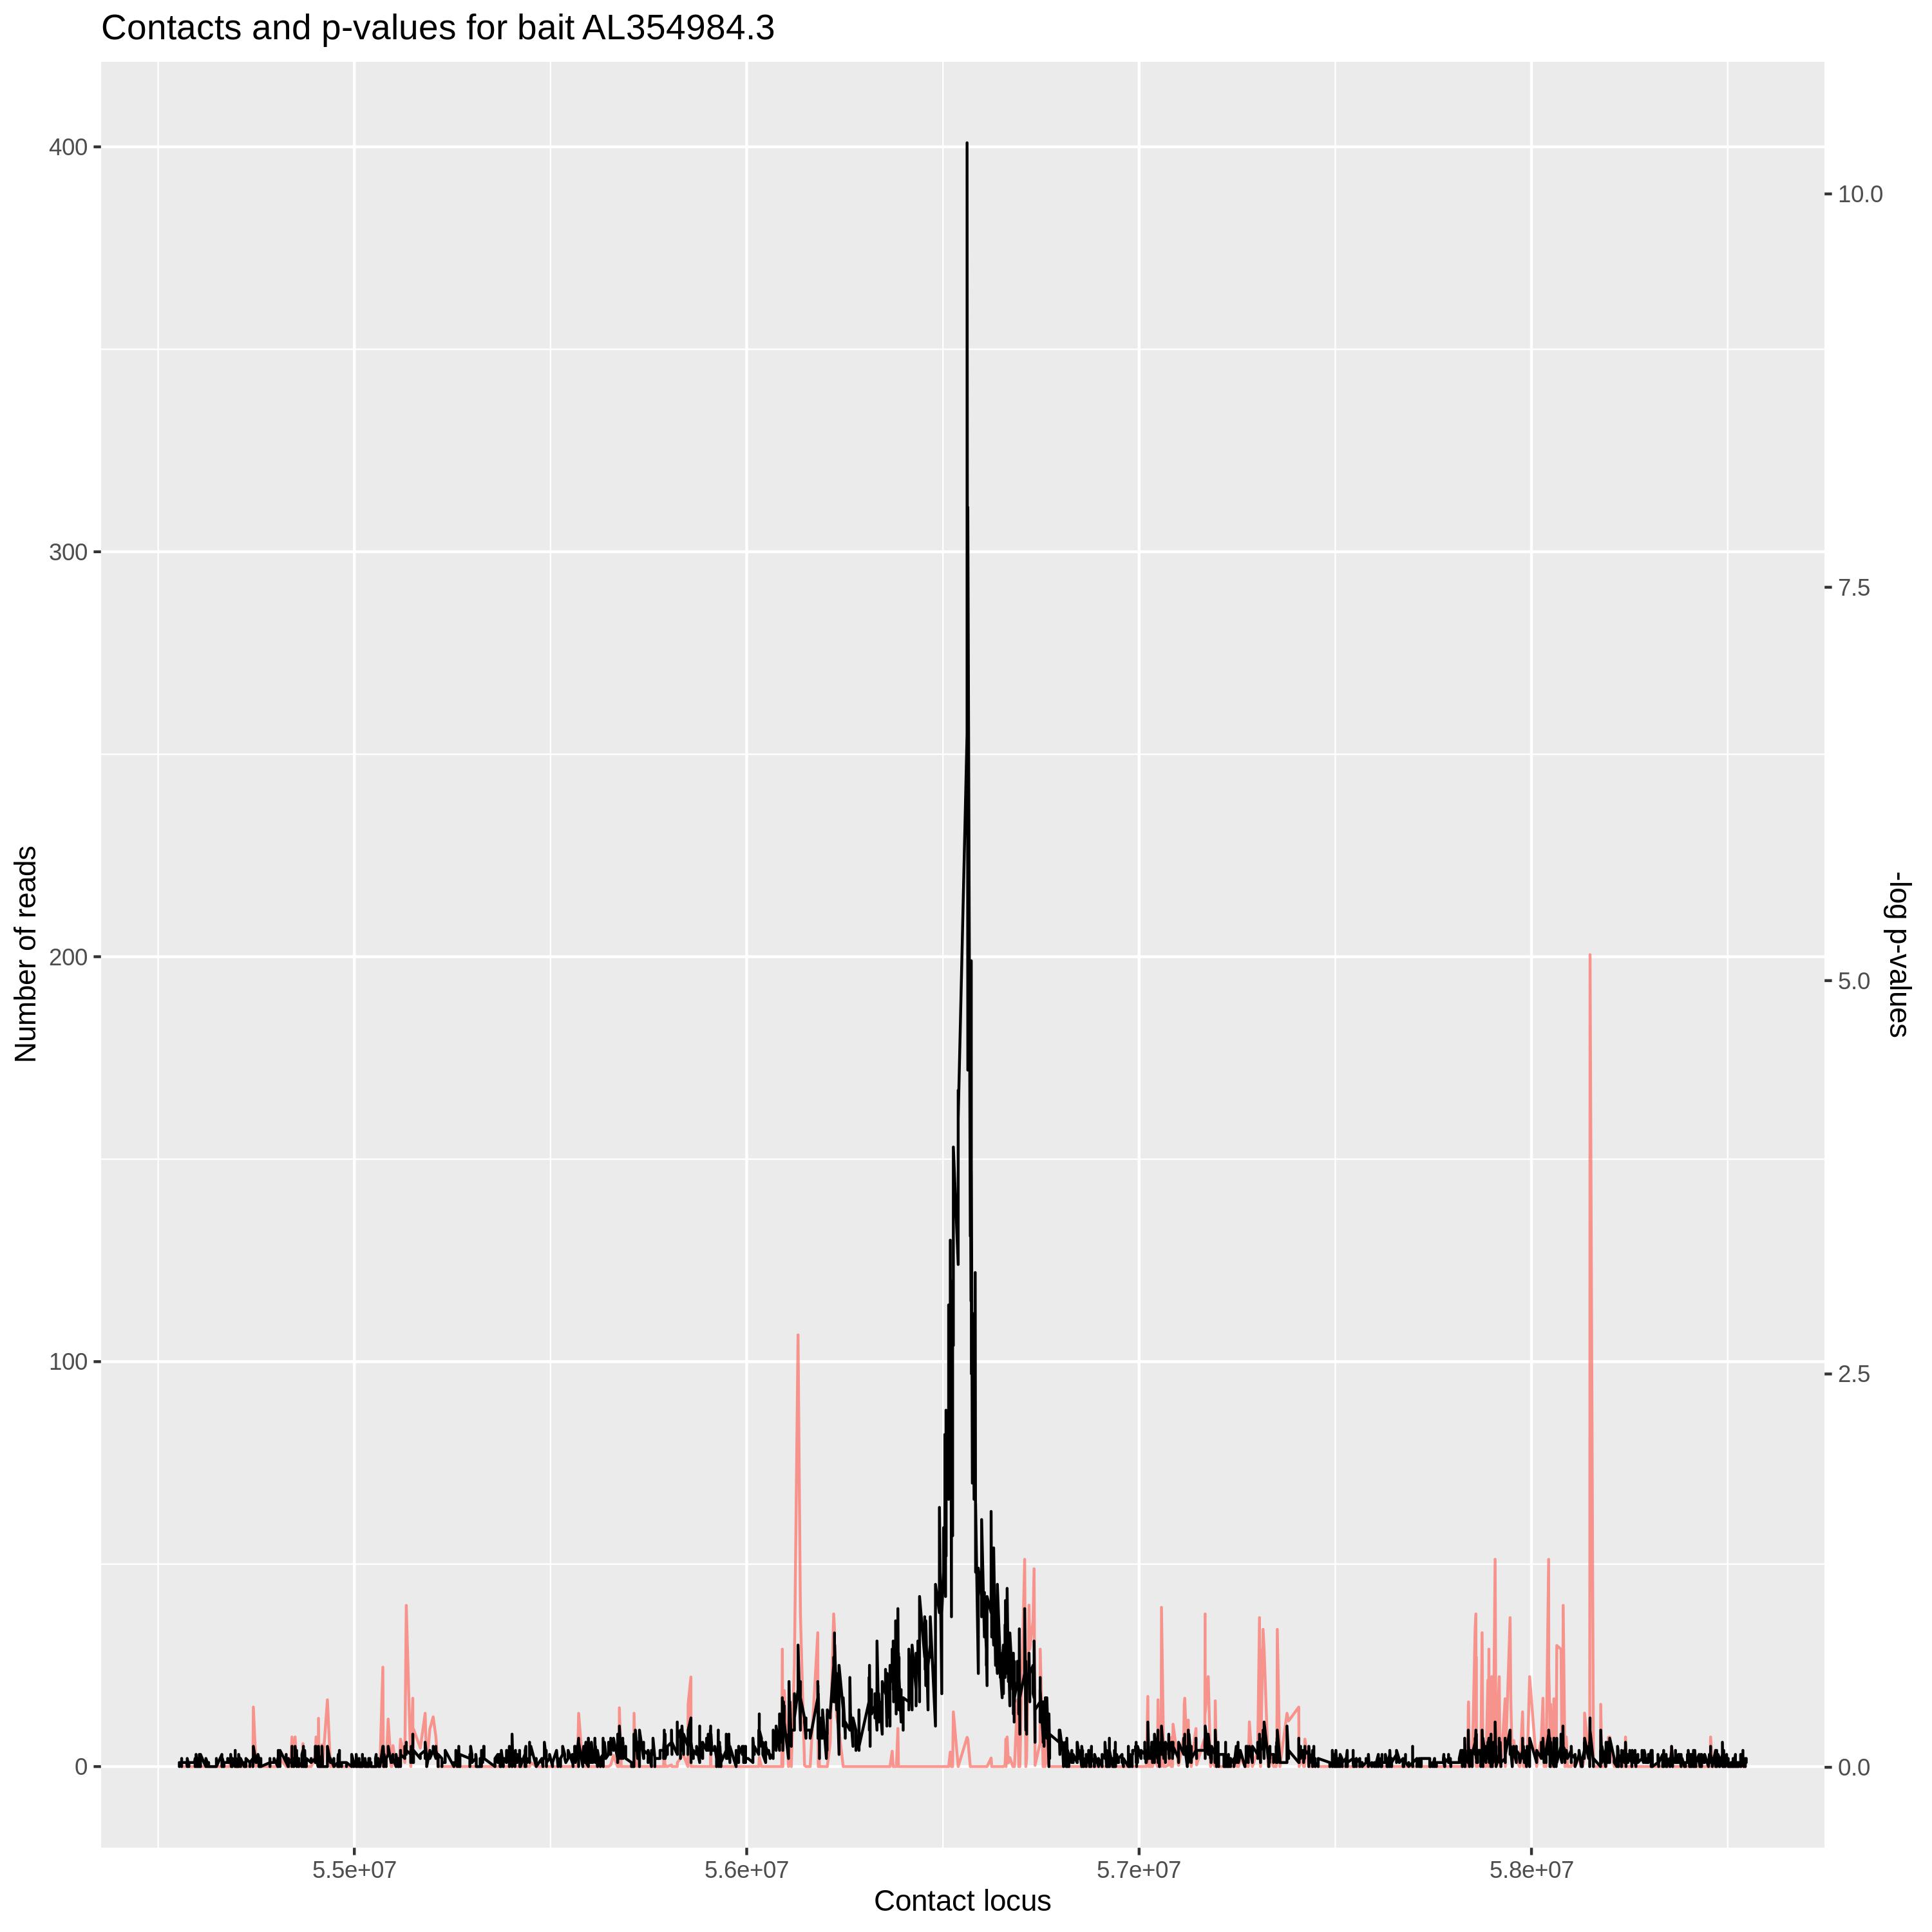 Contacts and p-values for bait AL354984.3
400
300
200
100
0
Number of reads
10.0
7.5
5.0
2.5
0.0
-log p-values
5.5e+07
5.6e+07
5.7e+07
5.8e+07
Contact locus